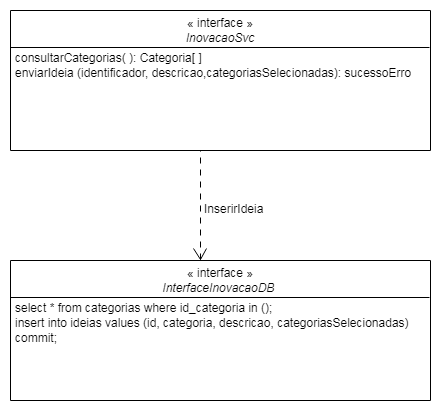 « interface »
InovacaoSvc
consultarCategorias( ): Categoria[ ]
enviarIdeia (identificador, descricao,categoriasSelecionadas): sucessoErro
InserirIdeia
« interface »
InterfaceInovacaoDB
select * from categorias where id_categoria in ();
insert into ideias values (id, categoria, descricao, categoriasSelecionadas)
commit;